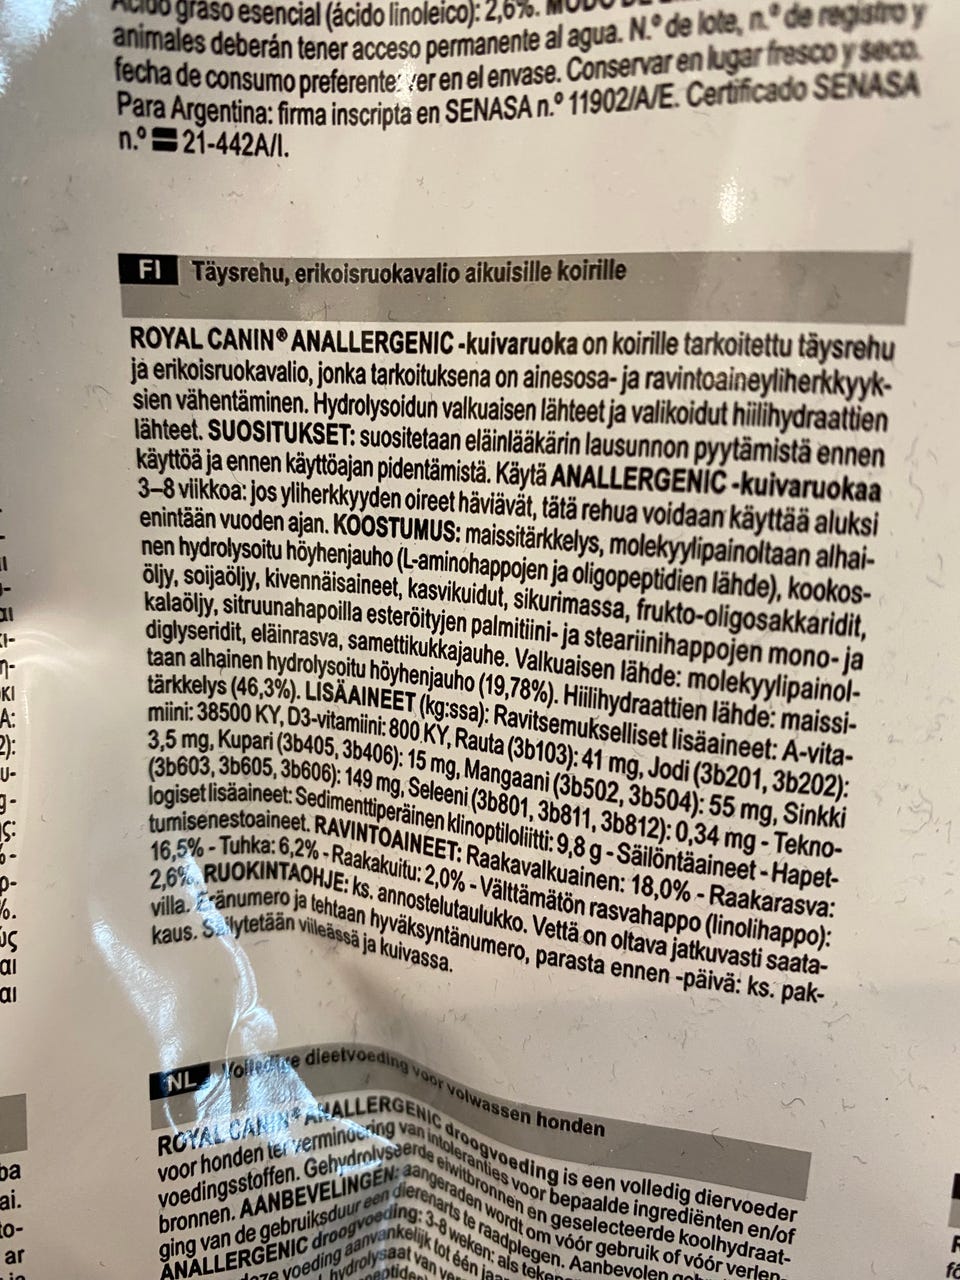 Ácido graso esencial (ácido linoleico): 2,6%.
animales deberán tener acceso permanente al agua. N.º de lote, n.º de registro y
fecha de consumo preferente: ver en el envase. Conservar en lugar fresco y seco.
Para Argentina: firma inscripta en SENASA n.º 11902/A/E. Certificado SENASA
n.º 21-442A/I.
FI Täysrehu, erikoisruokavalio aikuisille koirille
ROYAL CANIN® ANALLERGENIC -kuivaruoka on koirille tarkoitettu täysrehu
ja erikoisruokavalio, jonka tarkoituksena on ainesosa- ja ravintoaineyliherkkyyk-
sien vähentäminen. Hydrolysoidun valkuaisen lähteet ja valikoidut hiilihydraattien
lähteet. SUOSITUKSET: suositetaan eläinlääkärin lausunnon pyytämistä ennen
käyttöä ja ennen käyttöajan pidentämistä. Käytä ANALLERGENIC -kuivaruokaa
3–8 viikkoa: jos yliherkkyyden oireet häviävät, tätä rehua voidaan käyttää aluksi
enintään vuoden ajan. KOOSTUMUS: maissitärkkelys, molekyylipainoltaan alhai-
nen hydrolysoitu höyhenjauho (L-aminohappojen ja oligopeptidien lähde), kookos-
öljy, soijaöljy, kivennäisaineet, kasvikuidut, sikurimassa, frukto-oligosakkaridit,
kalaöljy, sitruunahapoilla esteröityjen palmitiini- ja steariinihappojen mono- ja
diglyseridit, eläinrasva, samettikukkajauhe. Valkuaisen lähde: molekyylipainol-
taan alhainen hydrolysoitu höyhenjauho (19,78%). Hiilihydraattien lähde: maissi-
tärkkelys (46,3%). LISÄAINEET (kg:ssa): Ravitsemukselliset lisäaineet: A-vita-
miini: 38500 KY, D3-vitamiini: 800 KY, Rauta (3b103): 41 mg, Jodi (3b201, 3b202):
3,5 mg, Kupari (3b405, 3b406): 15 mg, Mangaani (3b502, 3b504): 55 mg, Sinkki
(3b603, 3b605, 3b606): 149 mg, Seleeni (3b801, 3b811, 3b812): 0,34 mg - Tekno-
logiset lisäaineet: Sedimenttiperäinen klinoptiloliitti: 9,8 g - Säilöntäaineet - Hapet-
tumisenestoaineet. RAVINTOAINEET: Raakavalkuainen: 18,0% - Raakarasva:
16,5% - Tuhka: 6,2% - Raakakuitu: 2,0% - Välttämätön rasvahappo (linolihappo):
2,6%. RUOKINTAOHJE: ks. annostelutaulukko. Vettä on oltava jatkuvasti saata-
villa. Eränumero ja tehtaan hyväksyntänumero, parasta ennen -päivä: ks. pak-
kaus. Säilytetään viileässä ja kuivassa.
NL Volledige dieetvoeding voor volwassen honden
ROYAL CANIN® ANALLERGENIC droogvoeding is een volledig diervoeder
voor honden ter vermindering van intoleranties voor bepaalde ingrediënten en/of
voedingsstoffen. Gehydrolyseerde eiwitbronnen en geselecteerde koolhydraat-
bronnen. AANBEVELINGEN: aangeraden wordt om vóór gebruik of vóór verlen-
ging van de gebruiksduur een dierenarts te raadplegen. Aanbevolen
ANALLERGENIC droogvoeding: 3-8 weken: als
voeding aanvankelijk tot één